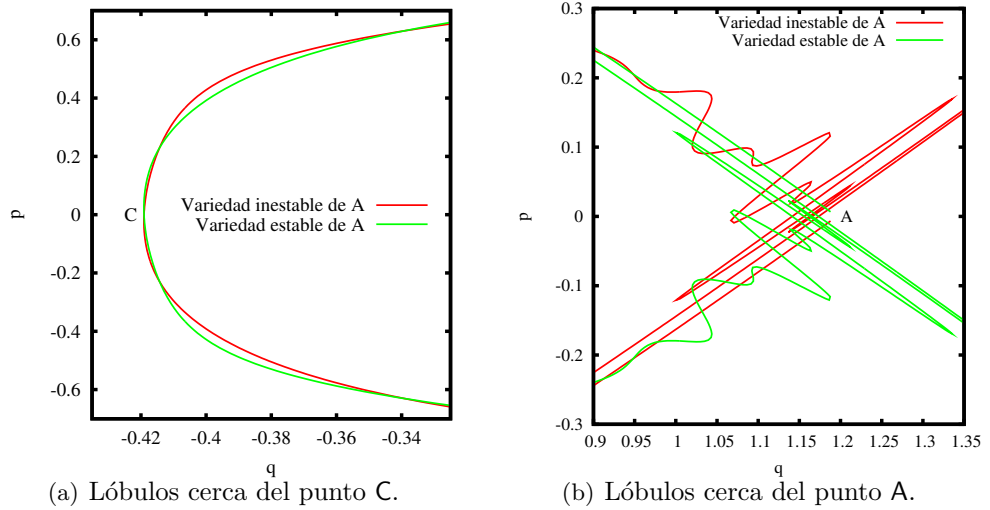 0.6
0.4
0.2
0
-0.2
-0.4
-0.6
p
C
Variedad inestable de A
Variedad estable de A
-0.42
-0.4
-0.38
-0.36
-0.34
q
(a) Lóbulos cerca del punto C.
0.3
0.2
0.1
0
-0.1
-0.2
-0.3
p
Variedad inestable de A
Variedad estable de A
A
0.9
0.95
1
1.05
1.1
1.15
1.2
1.25
1.3
1.35
q
(b) Lóbulos cerca del punto A.